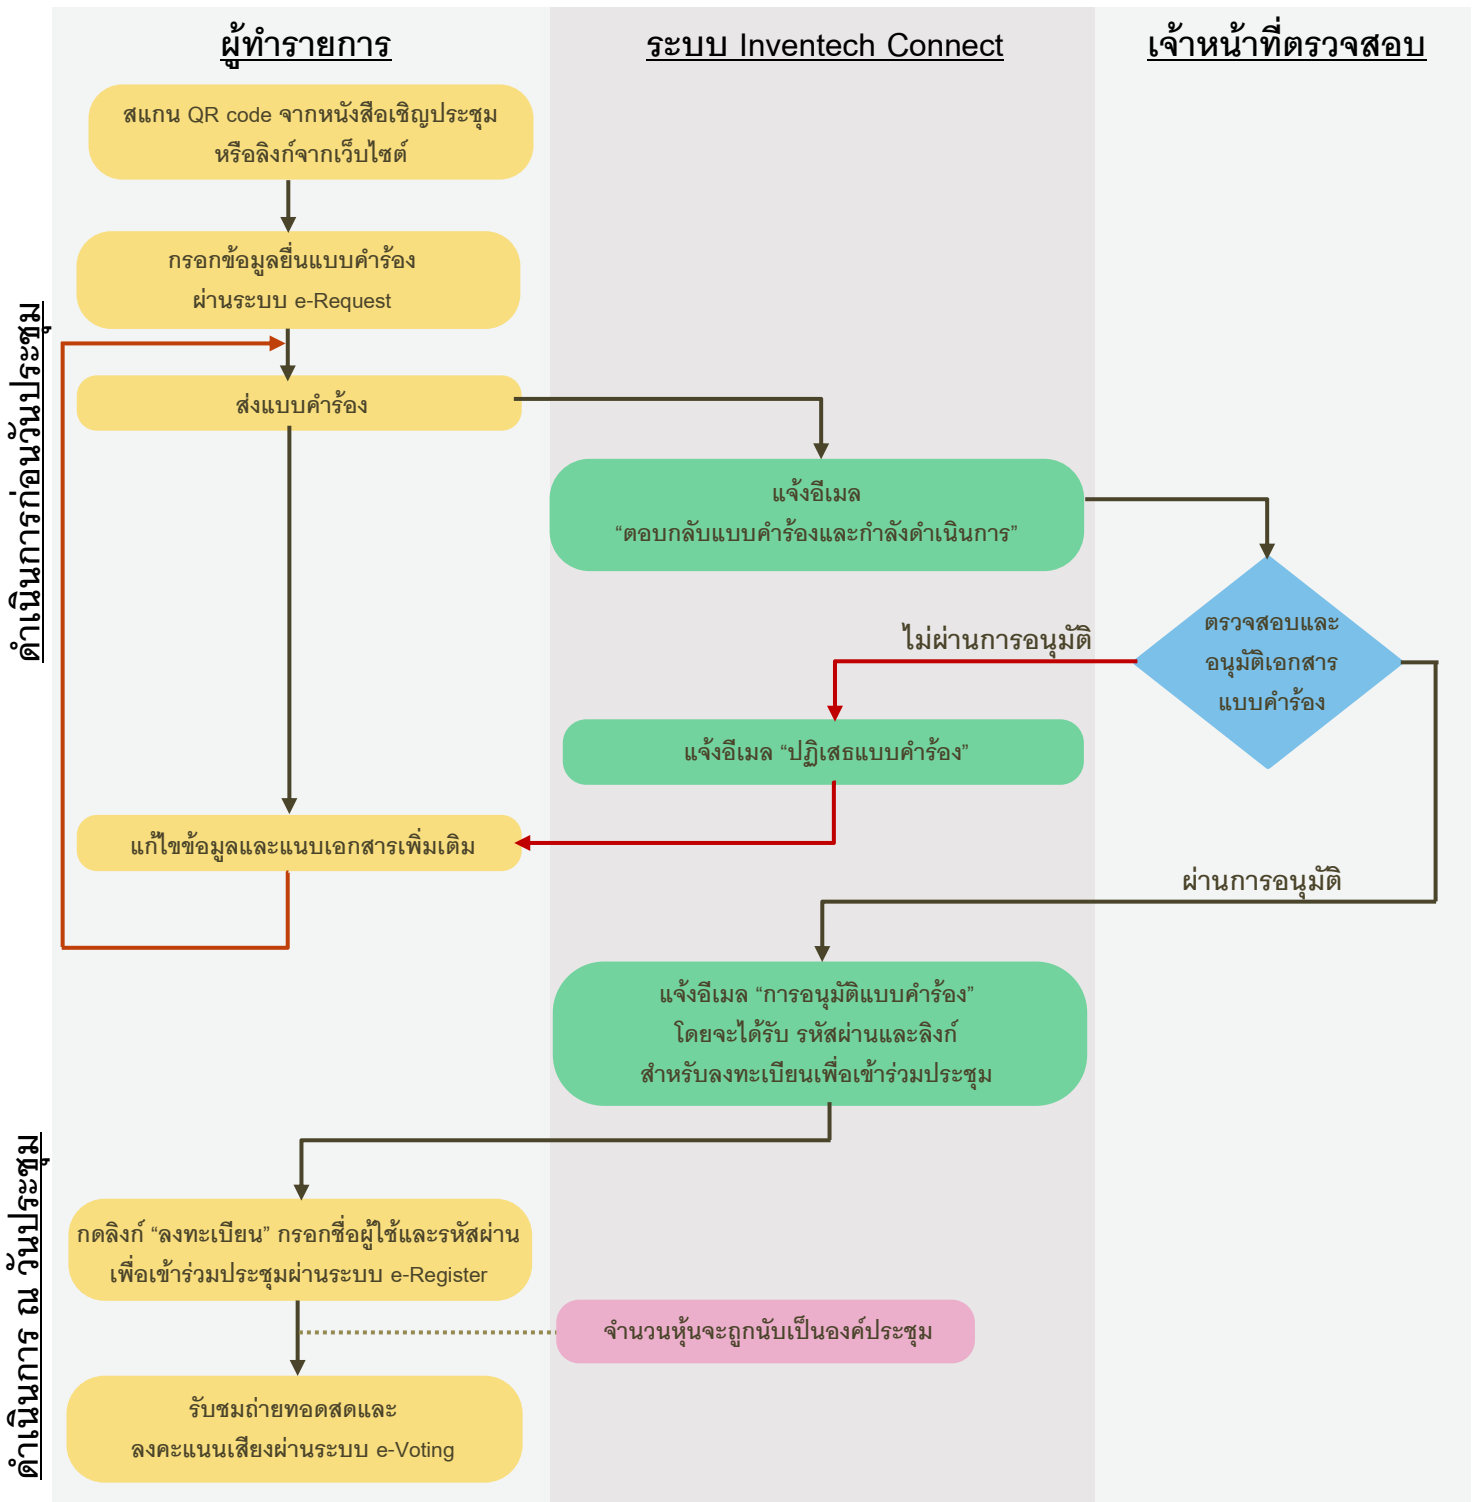 ผู้ทำรายการ
ระบบ Inventech Connect
เจ้าหน้าที่ตรวจสอบ
ดำเนินการก่อนวันประชุม
สแกน QR code จากหนังสือเชิญประชุม
หรือลิงก์จากเว็บไซต์
กรอกข้อมูลยื่นแบบคำร้อง
ผ่านระบบ e-Request
ส่งแบบคำร้อง
แจ้งอีเมล
“ตอบกลับแบบคำร้องและกำลังดำเนินการ”
ตรวจสอบและ
อนุมัติเอกสาร
แบบคำร้อง
ไม่ผ่านการอนุมัติ
แจ้งอีเมล “ปฏิเสธแบบคำร้อง”
แก้ไขข้อมูลและแนบเอกสารเพิ่มเติม
ผ่านการอนุมัติ
แจ้งอีเมล “การอนุมัติแบบคำร้อง”
โดยจะได้รับ รหัสผ่านและลิงก์
สำหรับลงทะเบียนเพื่อเข้าร่วมประชุม
ดำเนินการ ณ วันประชุม
กดลิงก์ “ลงทะเบียน” กรอกชื่อผู้ใช้และรหัสผ่าน
เพื่อเข้าร่วมประชุมผ่านระบบ e-Register
จำนวนหุ้นจะถูกนับเป็นองค์ประชุม
รับชมถ่ายทอดสดและ
ลงคะแนนเสียงผ่านระบบ e-Voting